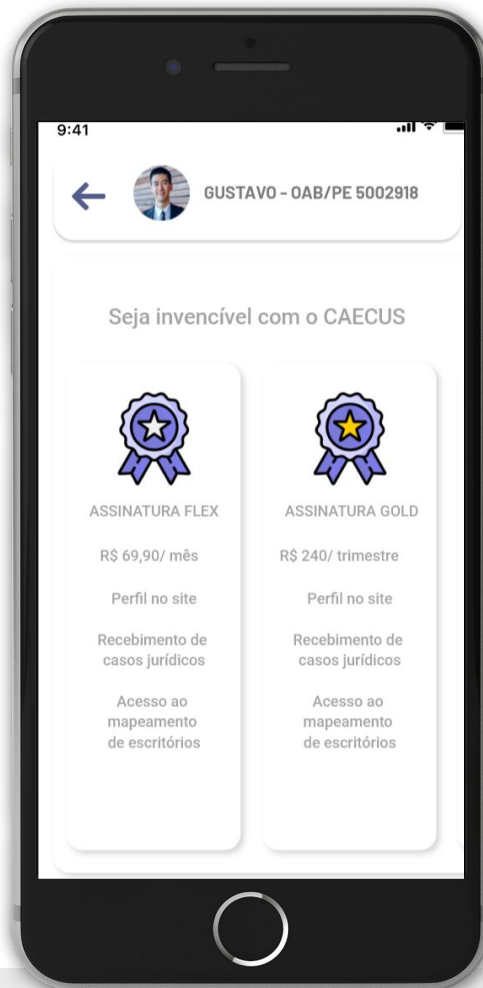 9:41
GUSTAVO - OAB/PE 5002918
Seja invencível com o CAECUS
ASSINATURA FLEX
R$ 69,90/ mês
Perfil no site
Recebimento de
casos jurídicos
Acesso ao
mapeamento
de escritórios
ASSINATURA GOLD
R$ 240/ trimestre
Perfil no site
Recebimento de
casos jurídicos
Acesso ao
mapeamento
de escritórios